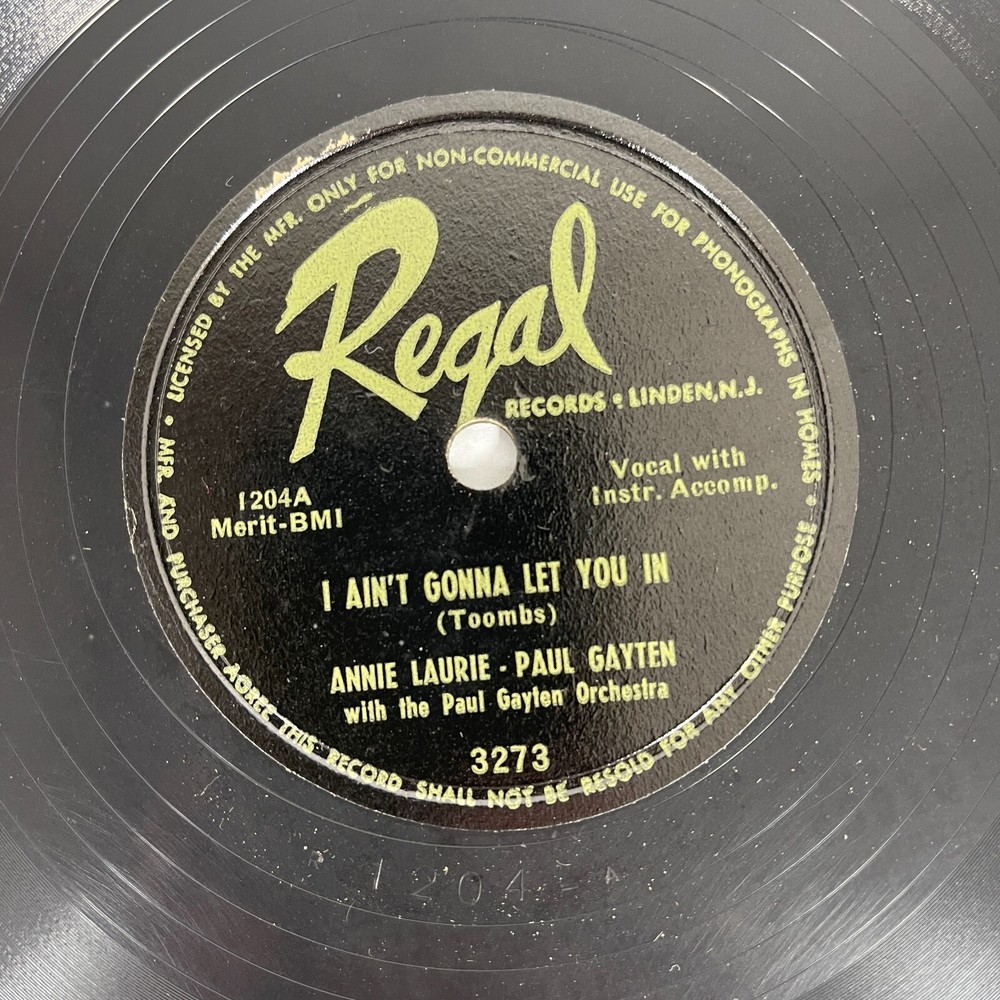 LICENSED BY THE MFR. ONLY FOR NON-COMMERCIAL USE FOR PHONOGRAPHS IN HOMES •
Regal
RECORDS • LINDEN, N.J.
1204A
Merit-BMI
Vocal with
Instr. Accomp.
I AIN'T GONNA LET YOU IN
(Toombs)
ANNIE LAURIE - PAUL GAYTEN
with the Paul Gayten Orchestra
3273
• MFR. AND PURCHASER AGREE THIS RECORD SHALL NOT BE RESOLD FOR ANY OTHER PURPOSE •
R 1204-A